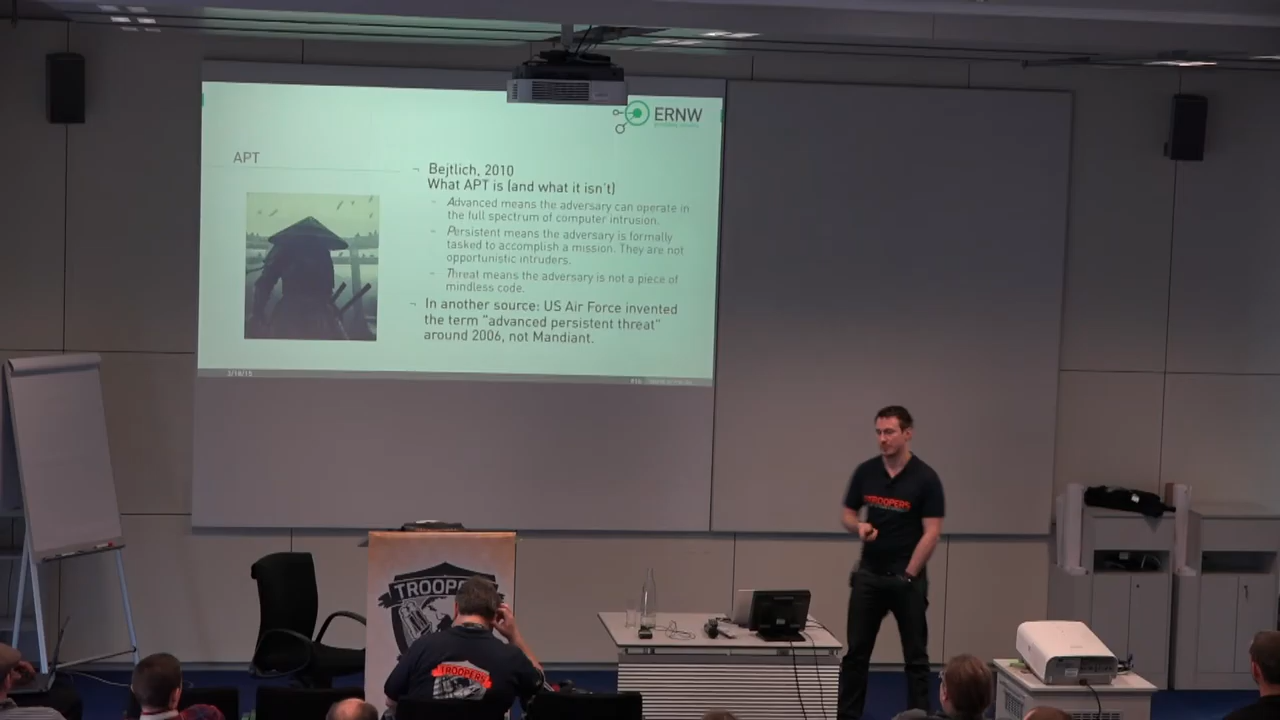 ERNW
APT
Bejtlich, 2010
What APT is (and what it isn't)
Advanced means the adversary can operate in
the full spectrum of computer intrusion.
Persistent means the adversary is formally
tasked to accomplish a mission. They are not
opportunistic intruders.
Threat means the adversary is not a piece of
mindless code.
In another source: US Air Force invented
the term "advanced persistent threat"
around 2006, not Mandiant.
TROOPERS
TROOP
TROOPERS